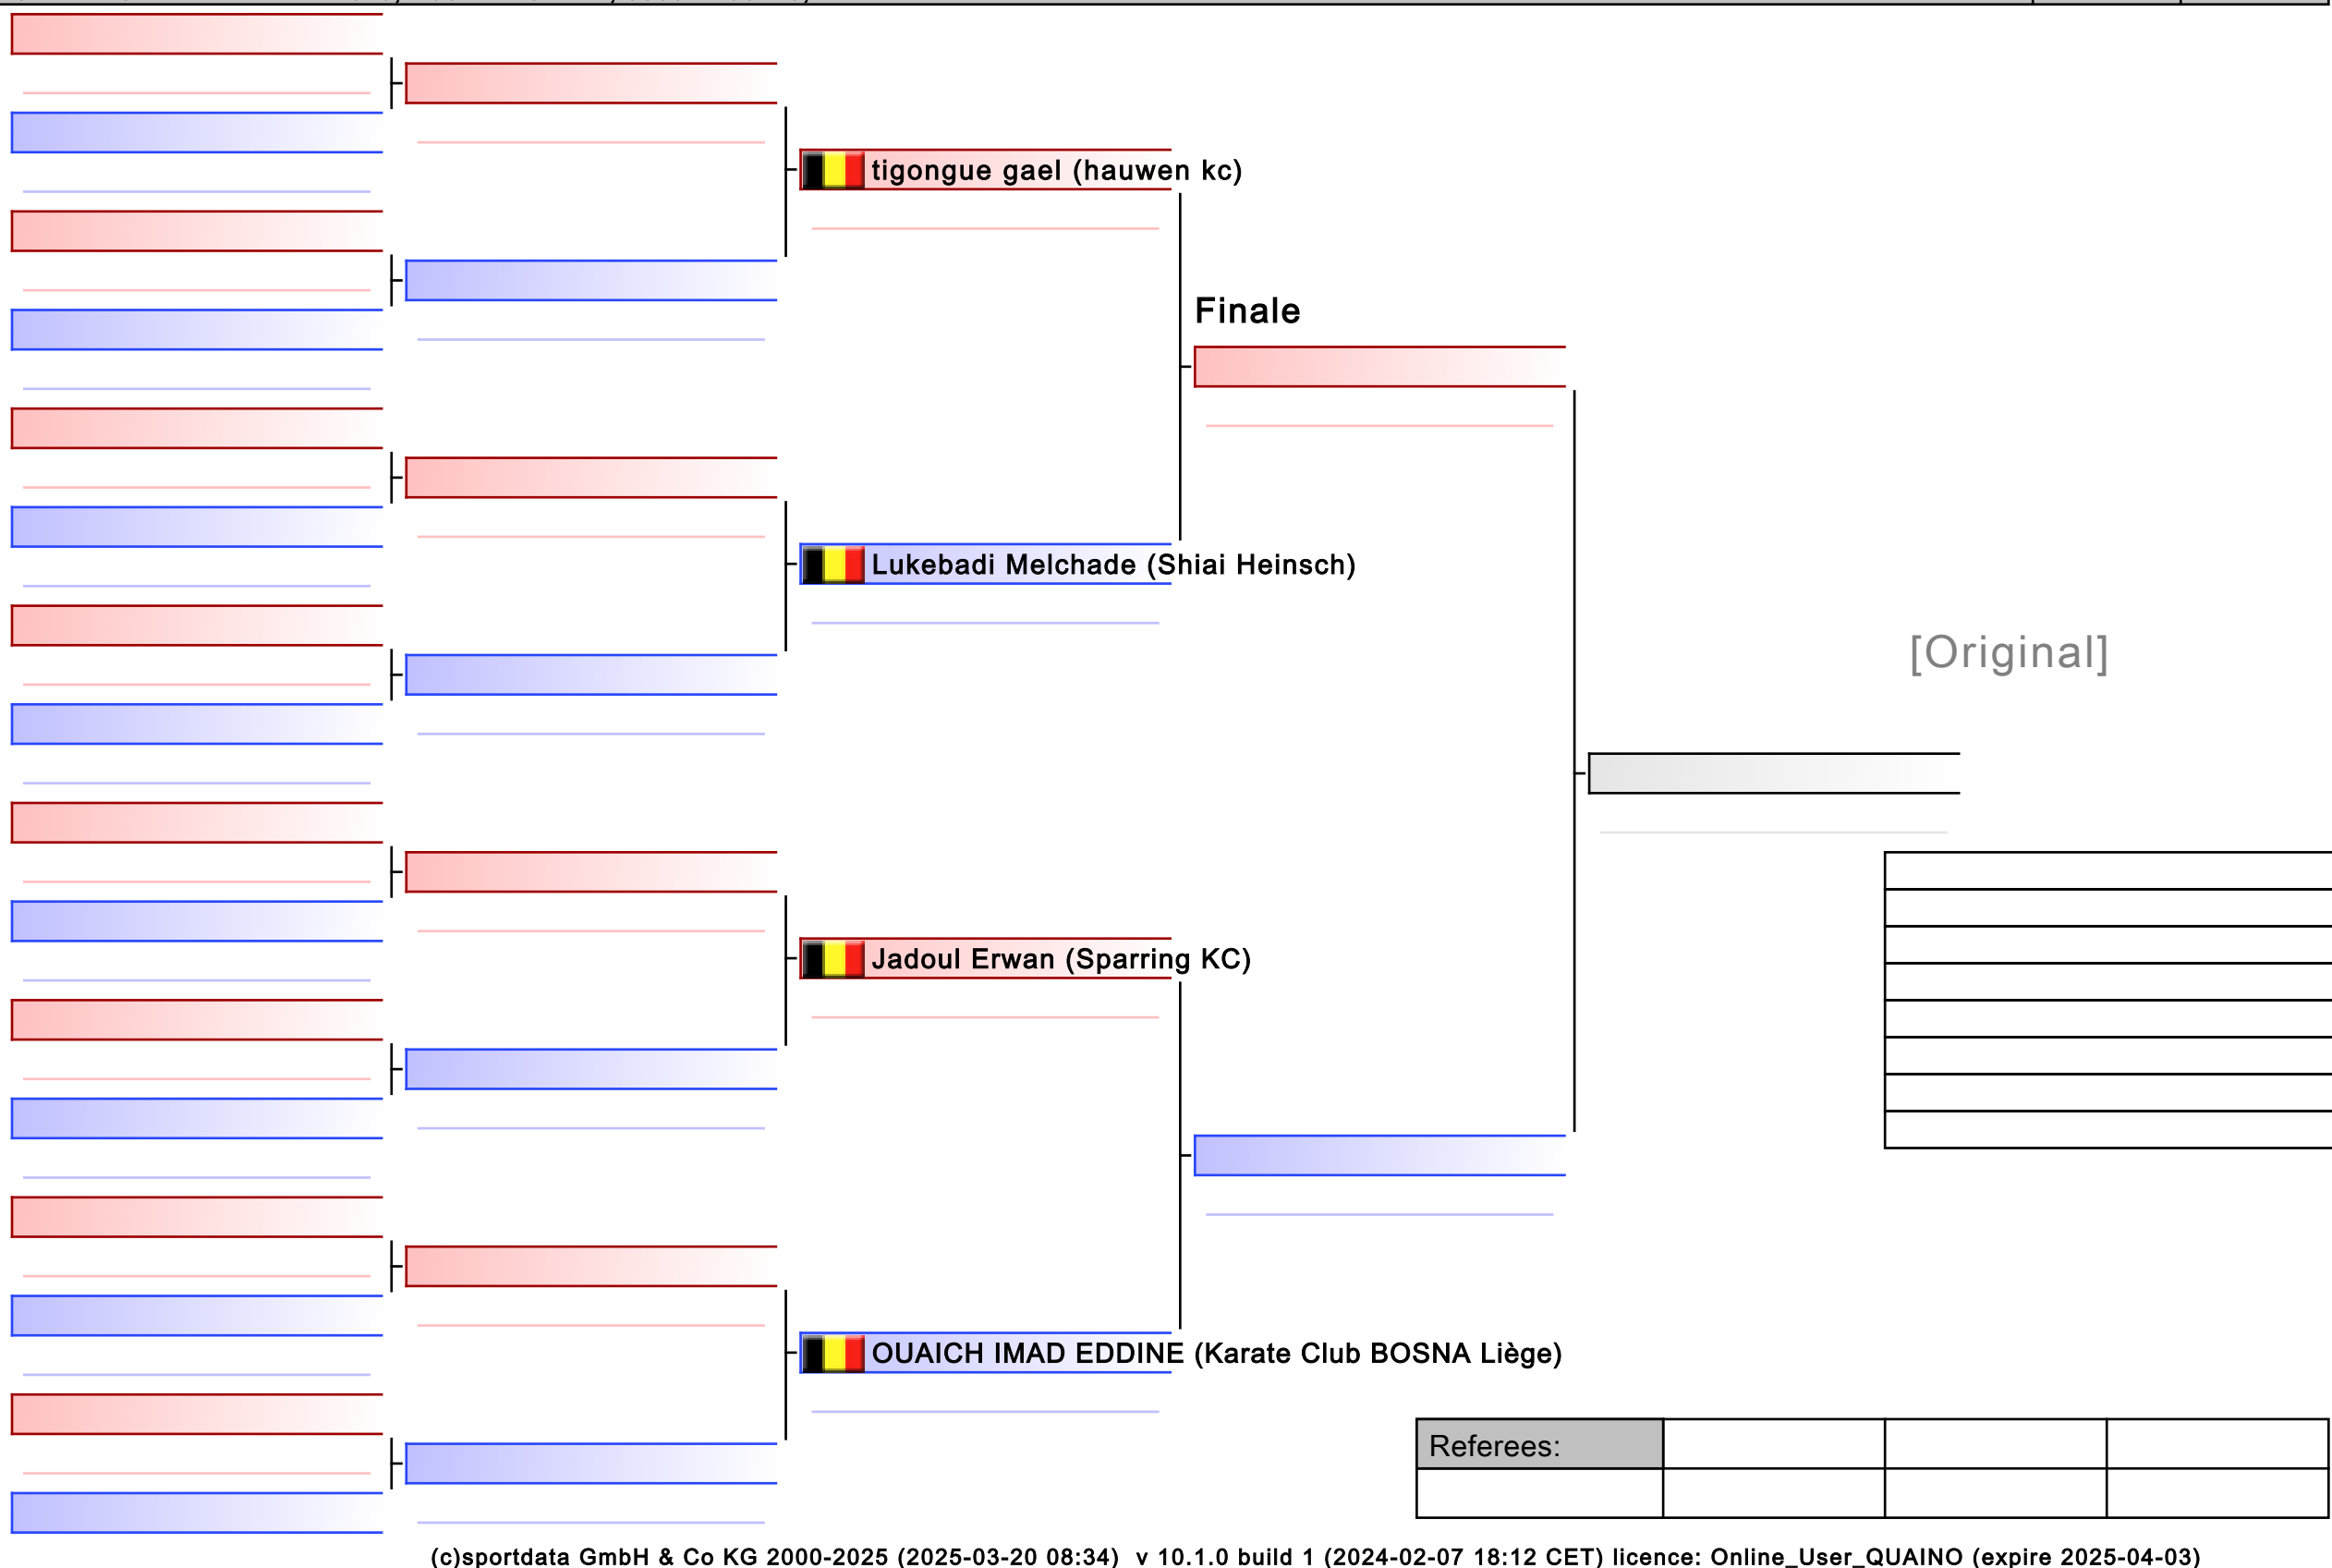 tigongue gael (hauwen kc)
Finale
Lukebadi Melchade (Shiai Heinsch)
[Original]
Jadoul Erwan (Sparring KC)
OUAICH IMAD EDDINE (Karate Club BOSNA Liège)
Referees:
(c)sportdata GmbH & Co KG 2000-2025 (2025-03-20 08:34) v 10.1.0 build 1 (2024-02-07 18:12 CET) licence: Online_User_QUAINO (expire 2025-04-03)